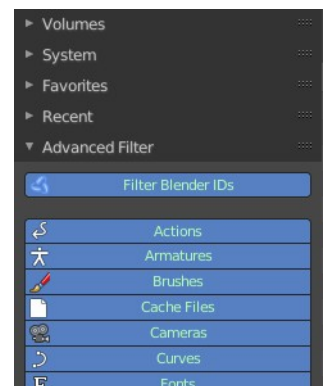 Volumes
System
Favorites
Recent
Advanced Filter
Filter Blender IDs
Actions
Armatures
Brushes
Cache Files
Cameras
Curves
Fonts